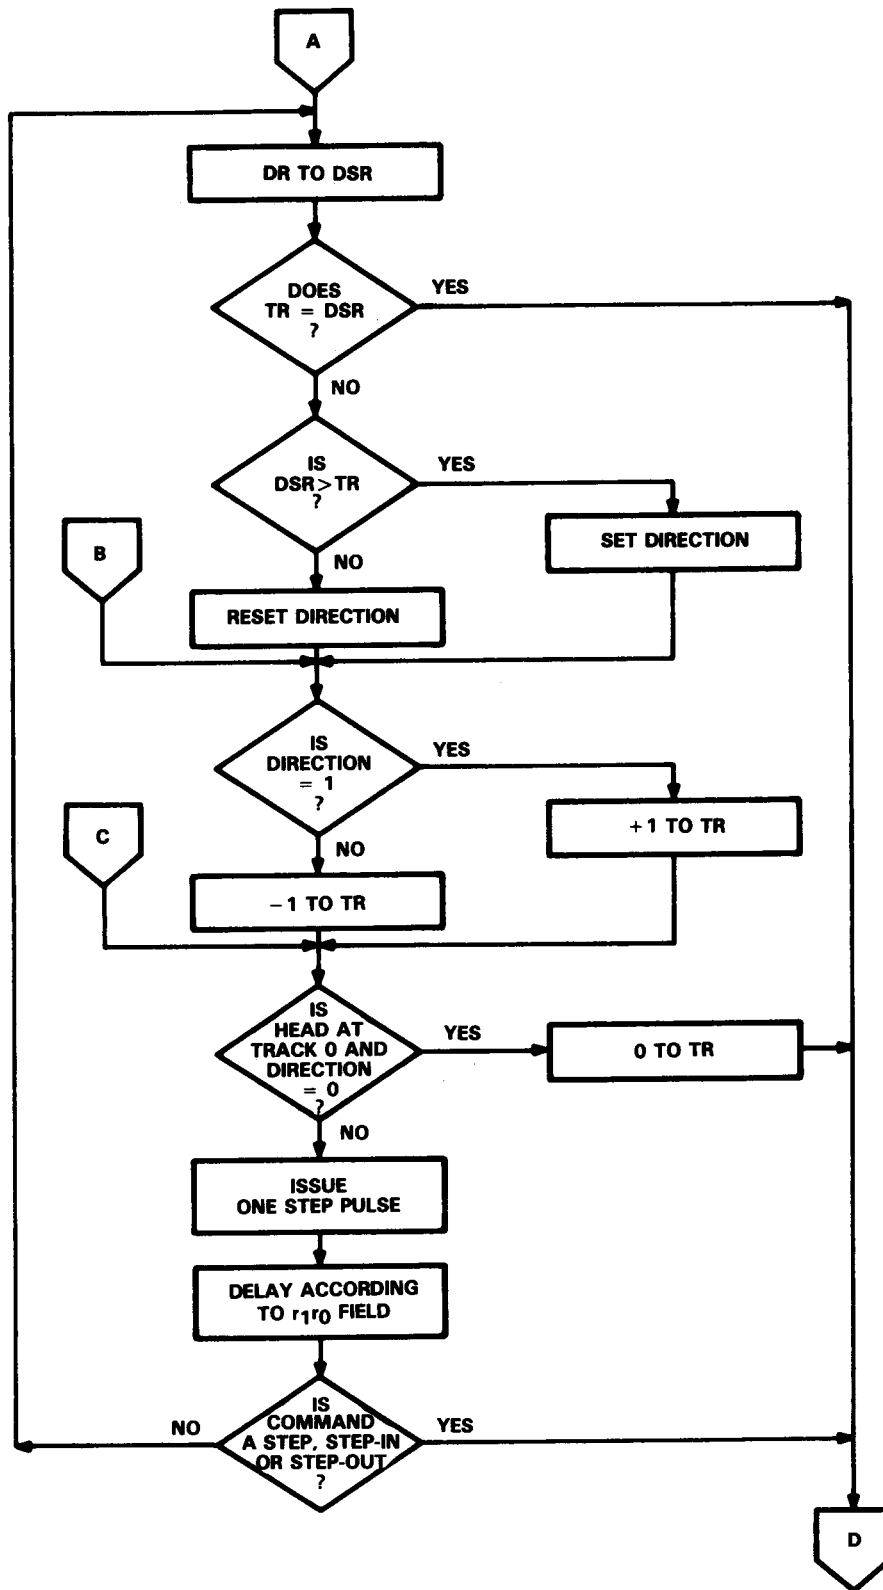 A
DR TO DSR
DOES
TR = DSR
?
YES
NO
IS
DSR > TR
?
YES
SET DIRECTION
B
NO
RESET DIRECTION
IS
DIRECTION
= 1
?
YES
+1 TO TR
C
NO
−1 TO TR
IS
HEAD AT
TRACK 0 AND
DIRECTION
= 0
?
YES
0 TO TR
NO
ISSUE
ONE STEP PULSE
DELAY ACCORDING
TO r1r0 FIELD
IS
COMMAND
A STEP, STEP-IN
OR STEP-OUT
?
NO
YES
D